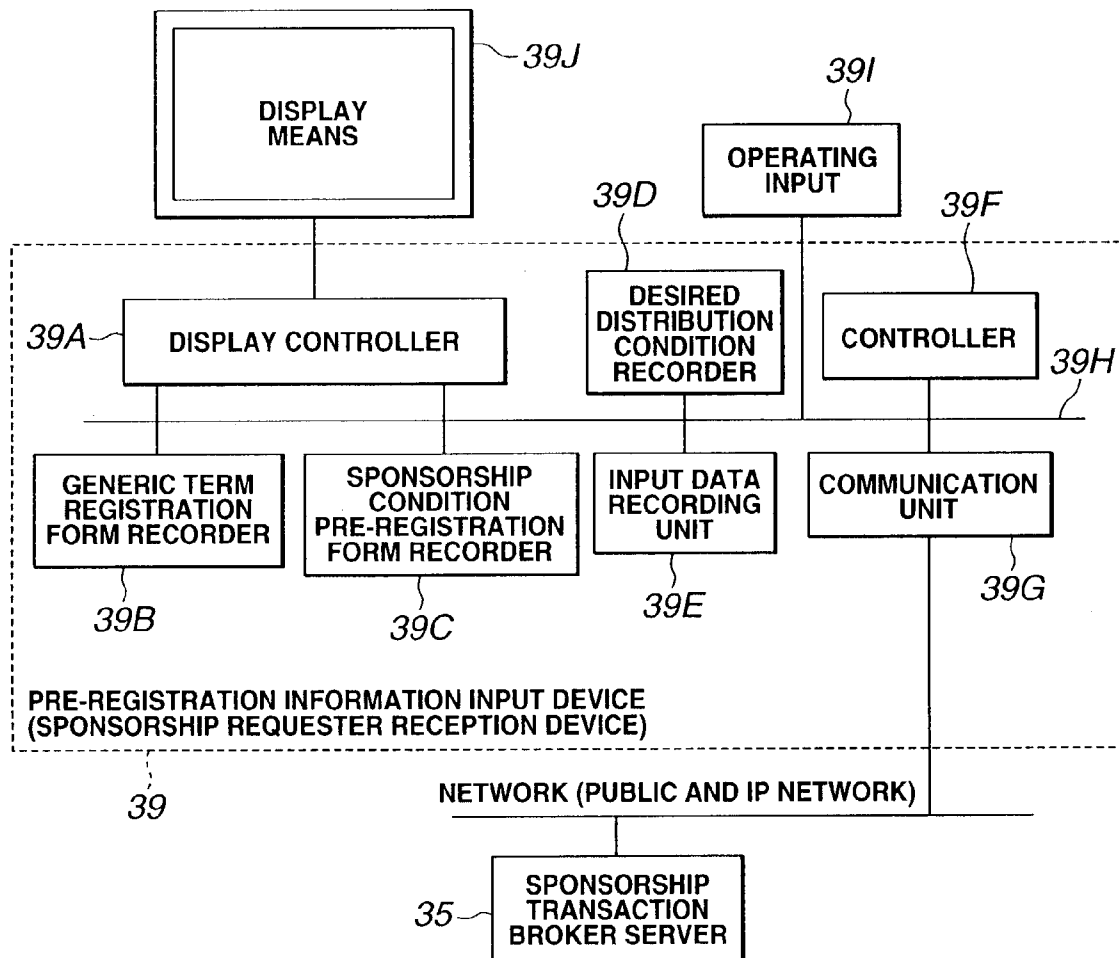 39J
DISPLAY
MEANS
39I
OPERATING
INPUT
39D
39F
DESIRED
DISTRIBUTION
CONDITION
RECORDER
39A
DISPLAY CONTROLLER
CONTROLLER
39H
GENERIC TERM
REGISTRATION
FORM RECORDER
SPONSORSHIP
CONDITION
PRE-REGISTRATION
FORM RECORDER
INPUT DATA
RECORDING
UNIT
COMMUNICATION
UNIT
39B
39C
39E
39G
PRE-REGISTRATION INFORMATION INPUT DEVICE
(SPONSORSHIP REQUESTER RECEPTION DEVICE)
39
NETWORK (PUBLIC AND IP NETWORK)
35
SPONSORSHIP
TRANSACTION
BROKER SERVER